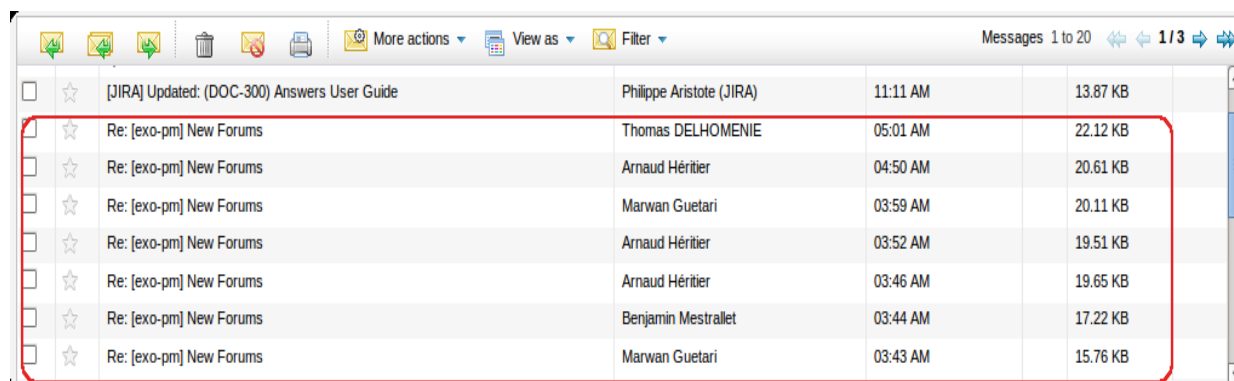 More actions View as Filter Messages 1 to 20 1 / 3
[JIRA] Updated: (DOC-300) Answers User Guide Philippe Aristote (JIRA) 11:11 AM 13.87 KB
Re: [exo-pm] New Forums Thomas DELHOMENIE 05:01 AM 22.12 KB
Re: [exo-pm] New Forums Arnaud Héritier 04:50 AM 20.61 KB
Re: [exo-pm] New Forums Marwan Guetari 03:59 AM 20.11 KB
Re: [exo-pm] New Forums Arnaud Héritier 03:52 AM 19.51 KB
Re: [exo-pm] New Forums Arnaud Héritier 03:46 AM 19.65 KB
Re: [exo-pm] New Forums Benjamin Mestrallet 03:44 AM 17.22 KB
Re: [exo-pm] New Forums Marwan Guetari 03:43 AM 15.76 KB